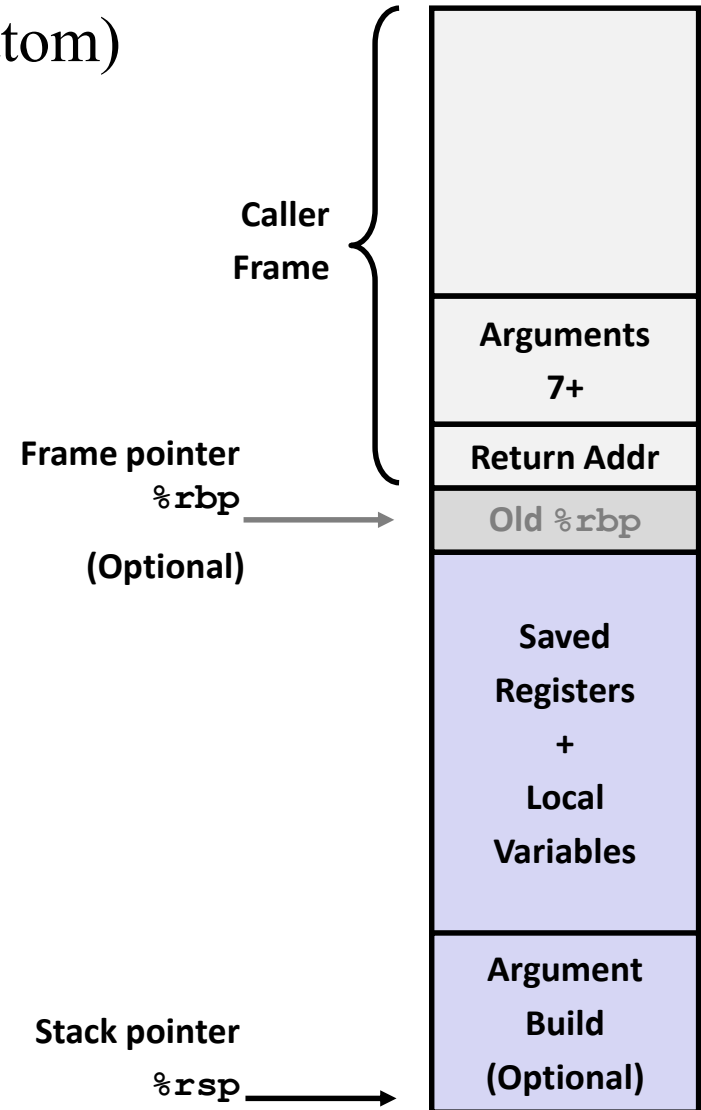 tom)
Caller
Frame
Arguments
7+
Frame pointer
%rbp
(Optional)
Return Addr
Old %rbp
Saved
Registers
+
Local
Variables
Argument
Build
(Optional)
Stack pointer
%rsp